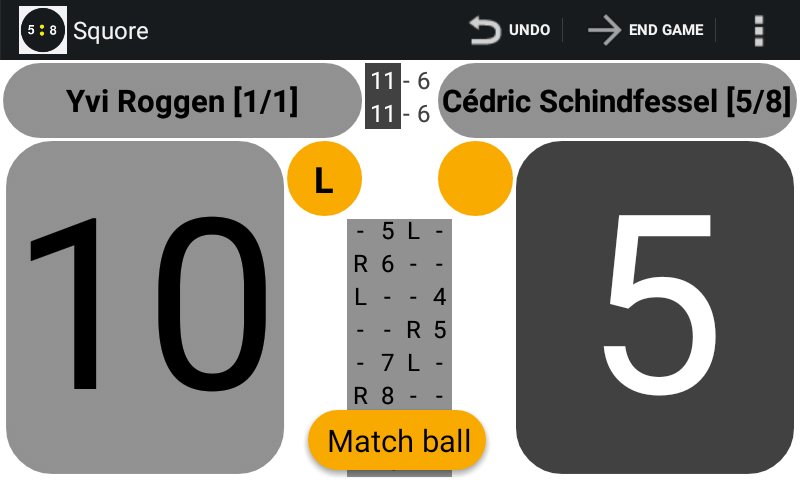 5 : 8 Squore UNDO END GAME
Yvi Roggen [1/1] 11 - 6 Cédric Schindfessel [5/8]
11 - 6
L
10 5
- 5 L -
R 6 - -
L - - 4
- - R 5
- 7 L -
R 8 - -
Match ball